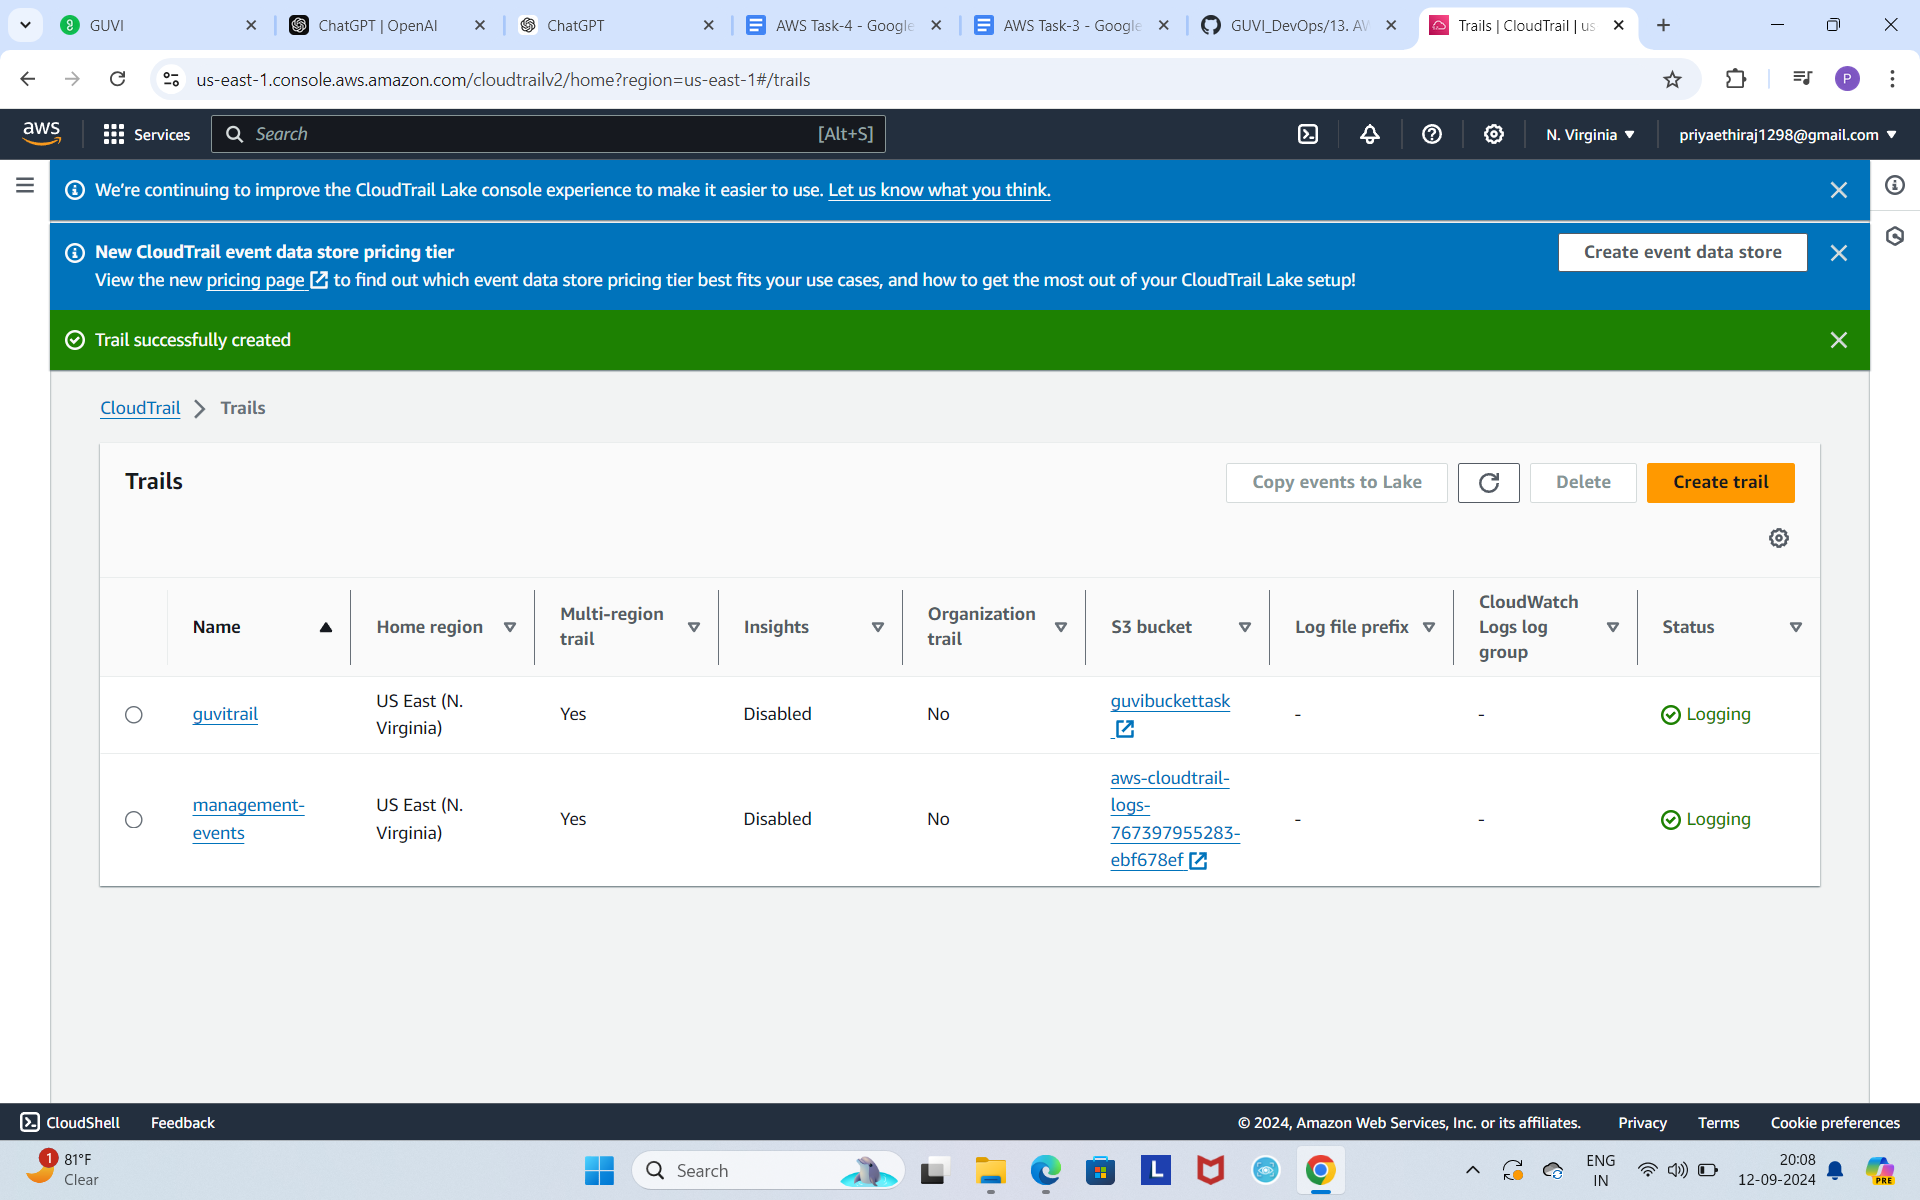 GUVI
ChatGPT | OpenAI
ChatGPT
AWS Task-4 - Google
AWS Task-3 - Google
GUVI_DevOps/13. AW
Trails | CloudTrail | us
us-east-1.console.aws.amazon.com/cloudtrailv2/home?region=us-east-1#/trails
P
aws
Services
Search
[Alt+S]
N. Virginia
priyaethiraj1298@gmail.com
We're continuing to improve the CloudTrail Lake console experience to make it easier to use. Let us know what you think.
New CloudTrail event data store pricing tier
View the new pricing page to find out which event data store pricing tier best fits your use cases, and how to get the most out of your CloudTrail Lake setup!
Create event data store
Trail successfully created
CloudTrail
Trails
Trails
Copy events to Lake
Delete
Create trail
Name
Home region
Multi-region
trail
Insights
Organization
trail
S3 bucket
Log file prefix
CloudWatch
Logs log
group
Status
guvitrail
US East (N.
Virginia)
Yes
Disabled
No
guvibuckettask
-
-
Logging
management-
events
US East (N.
Virginia)
Yes
Disabled
No
aws-cloudtrail-
logs-
767397955283-
ebf678ef
-
-
Logging
CloudShell
Feedback
© 2024, Amazon Web Services, Inc. or its affiliates.
Privacy
Terms
Cookie preferences
1
81°F
Clear
Search
L
ENG
IN
20:08
12-09-2024
PRE